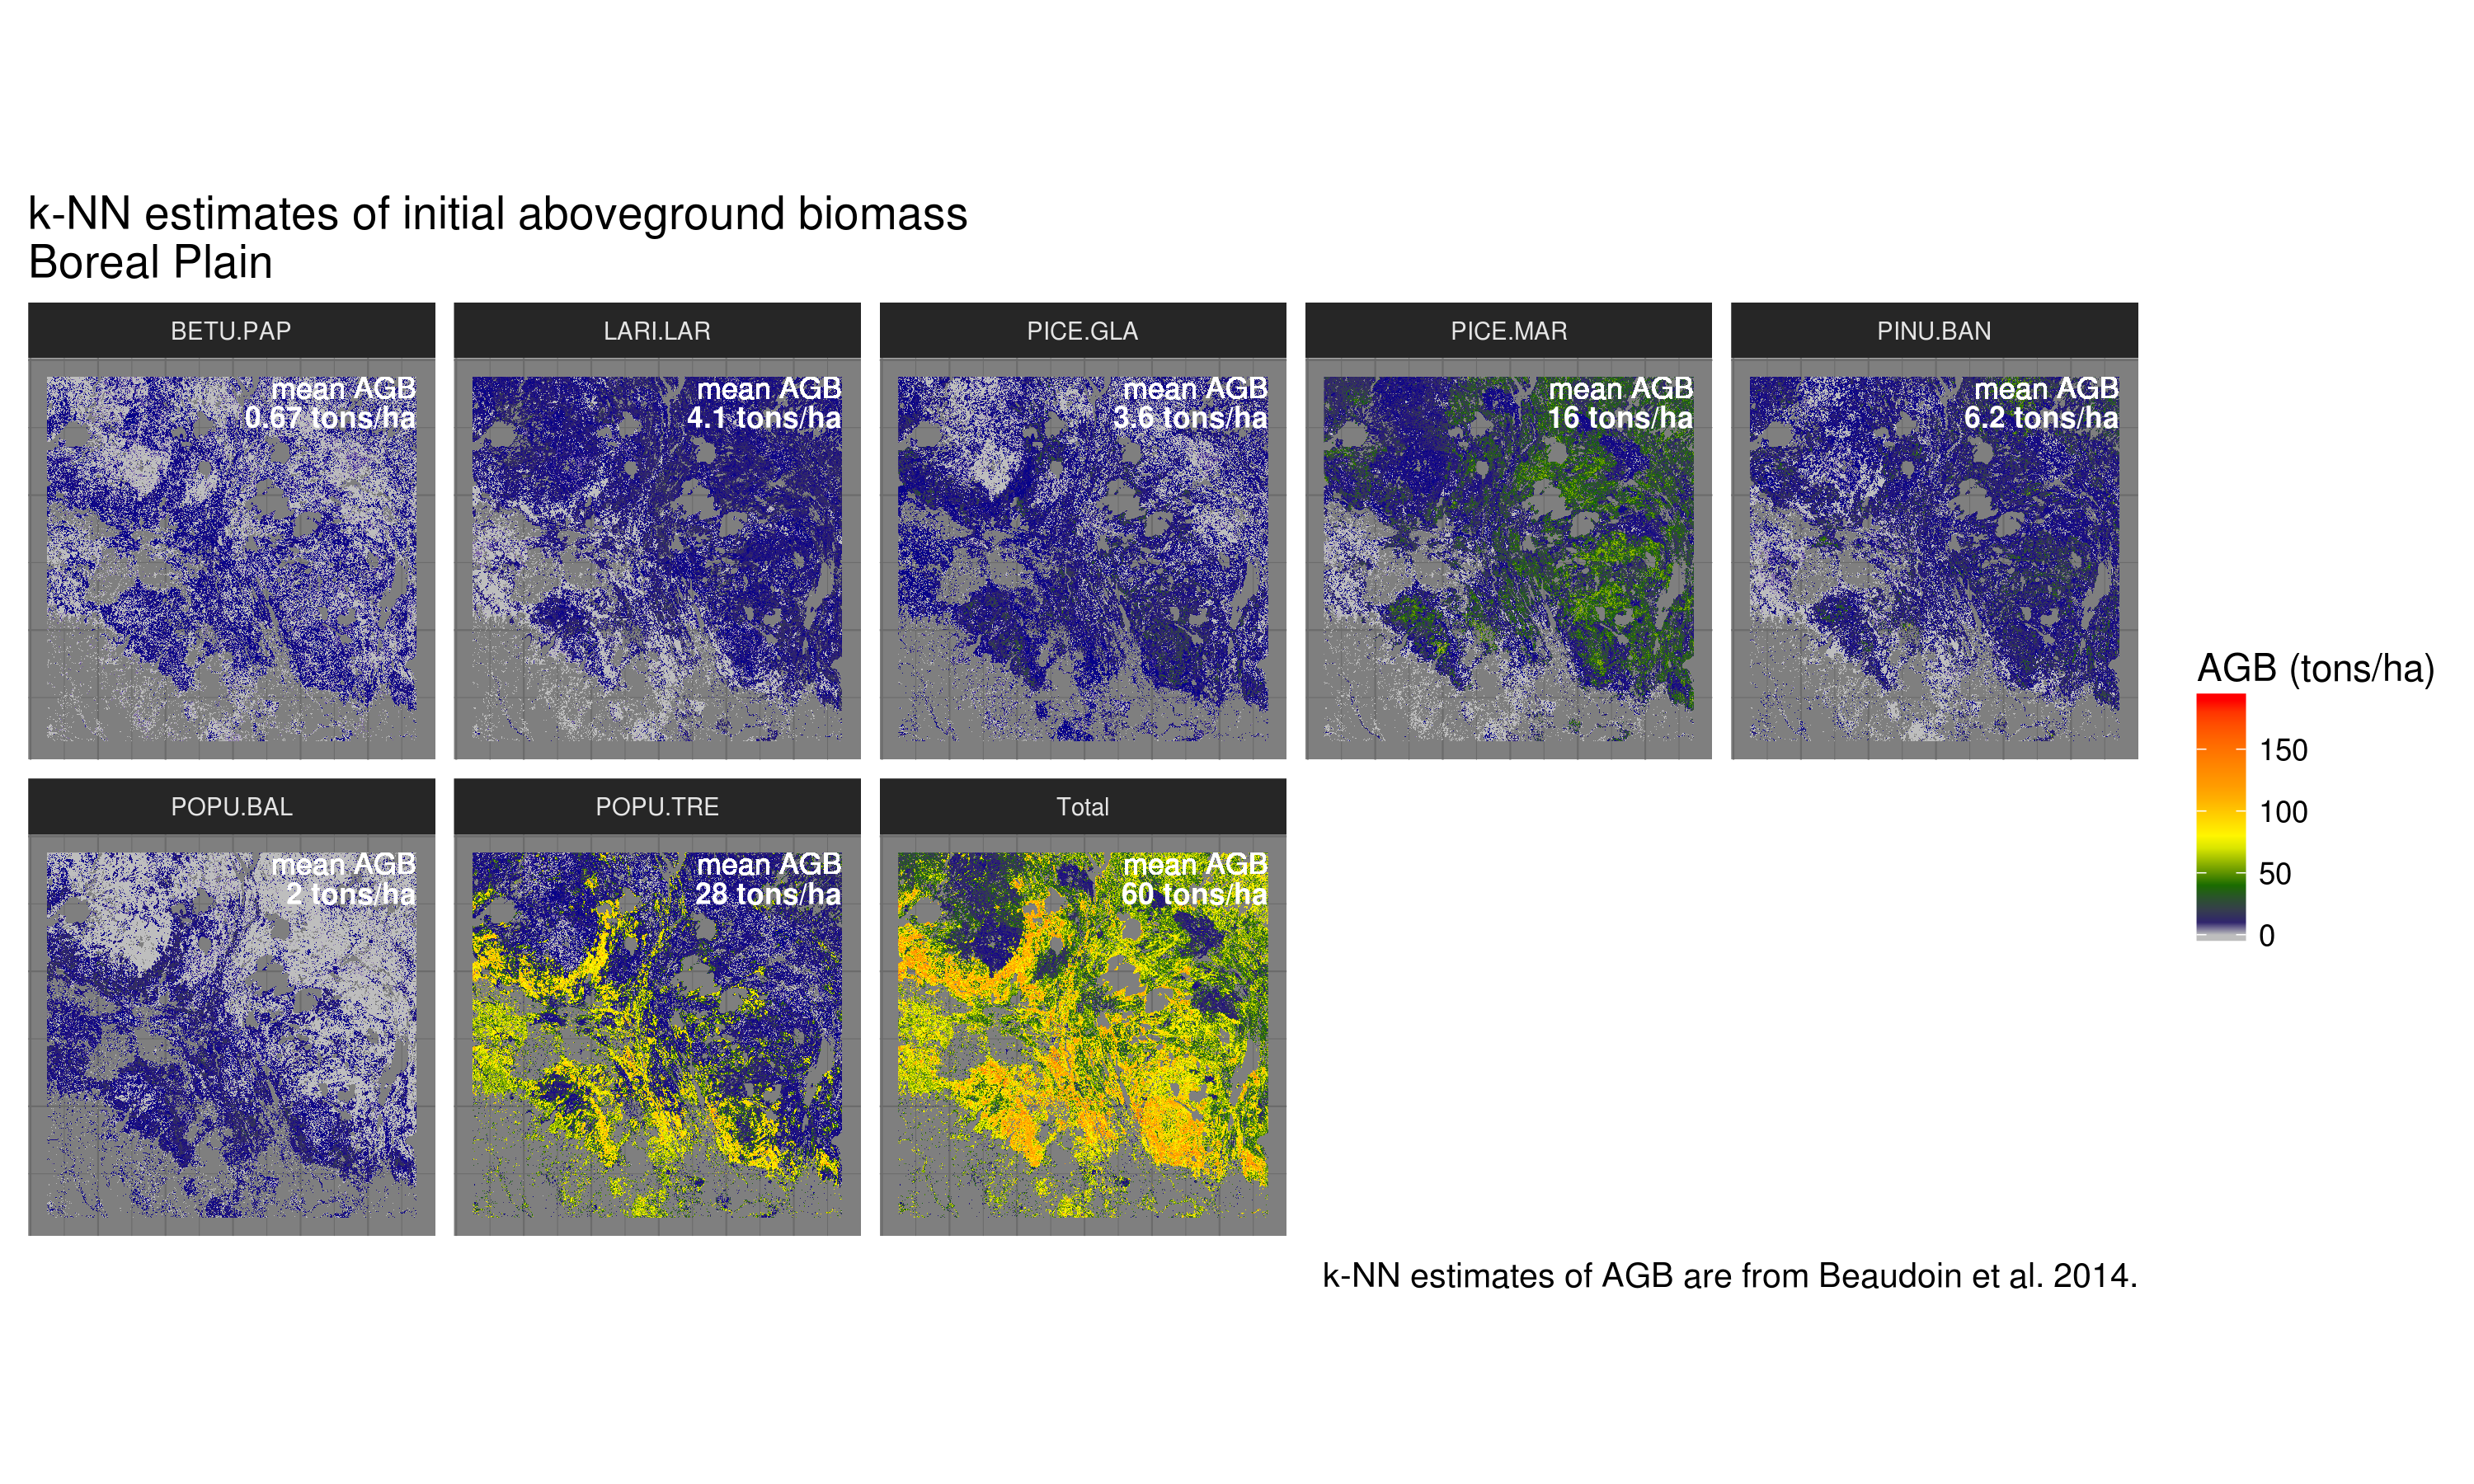 k-NN estimates of initial aboveground biomass
Boreal Plain
BETU.PAP
mean AGB
0.67 tons/ha
LARI.LAR
mean AGB
4.1 tons/ha
PICE.GLA
mean AGB
3.6 tons/ha
PICE.MAR
mean AGB
16 tons/ha
PINU.BAN
mean AGB
6.2 tons/ha
POPU.BAL
mean AGB
2 tons/ha
POPU.TRE
mean AGB
28 tons/ha
Total
mean AGB
60 tons/ha
AGB (tons/ha)
150
100
50
0
k-NN estimates of AGB are from Beaudoin et al. 2014.